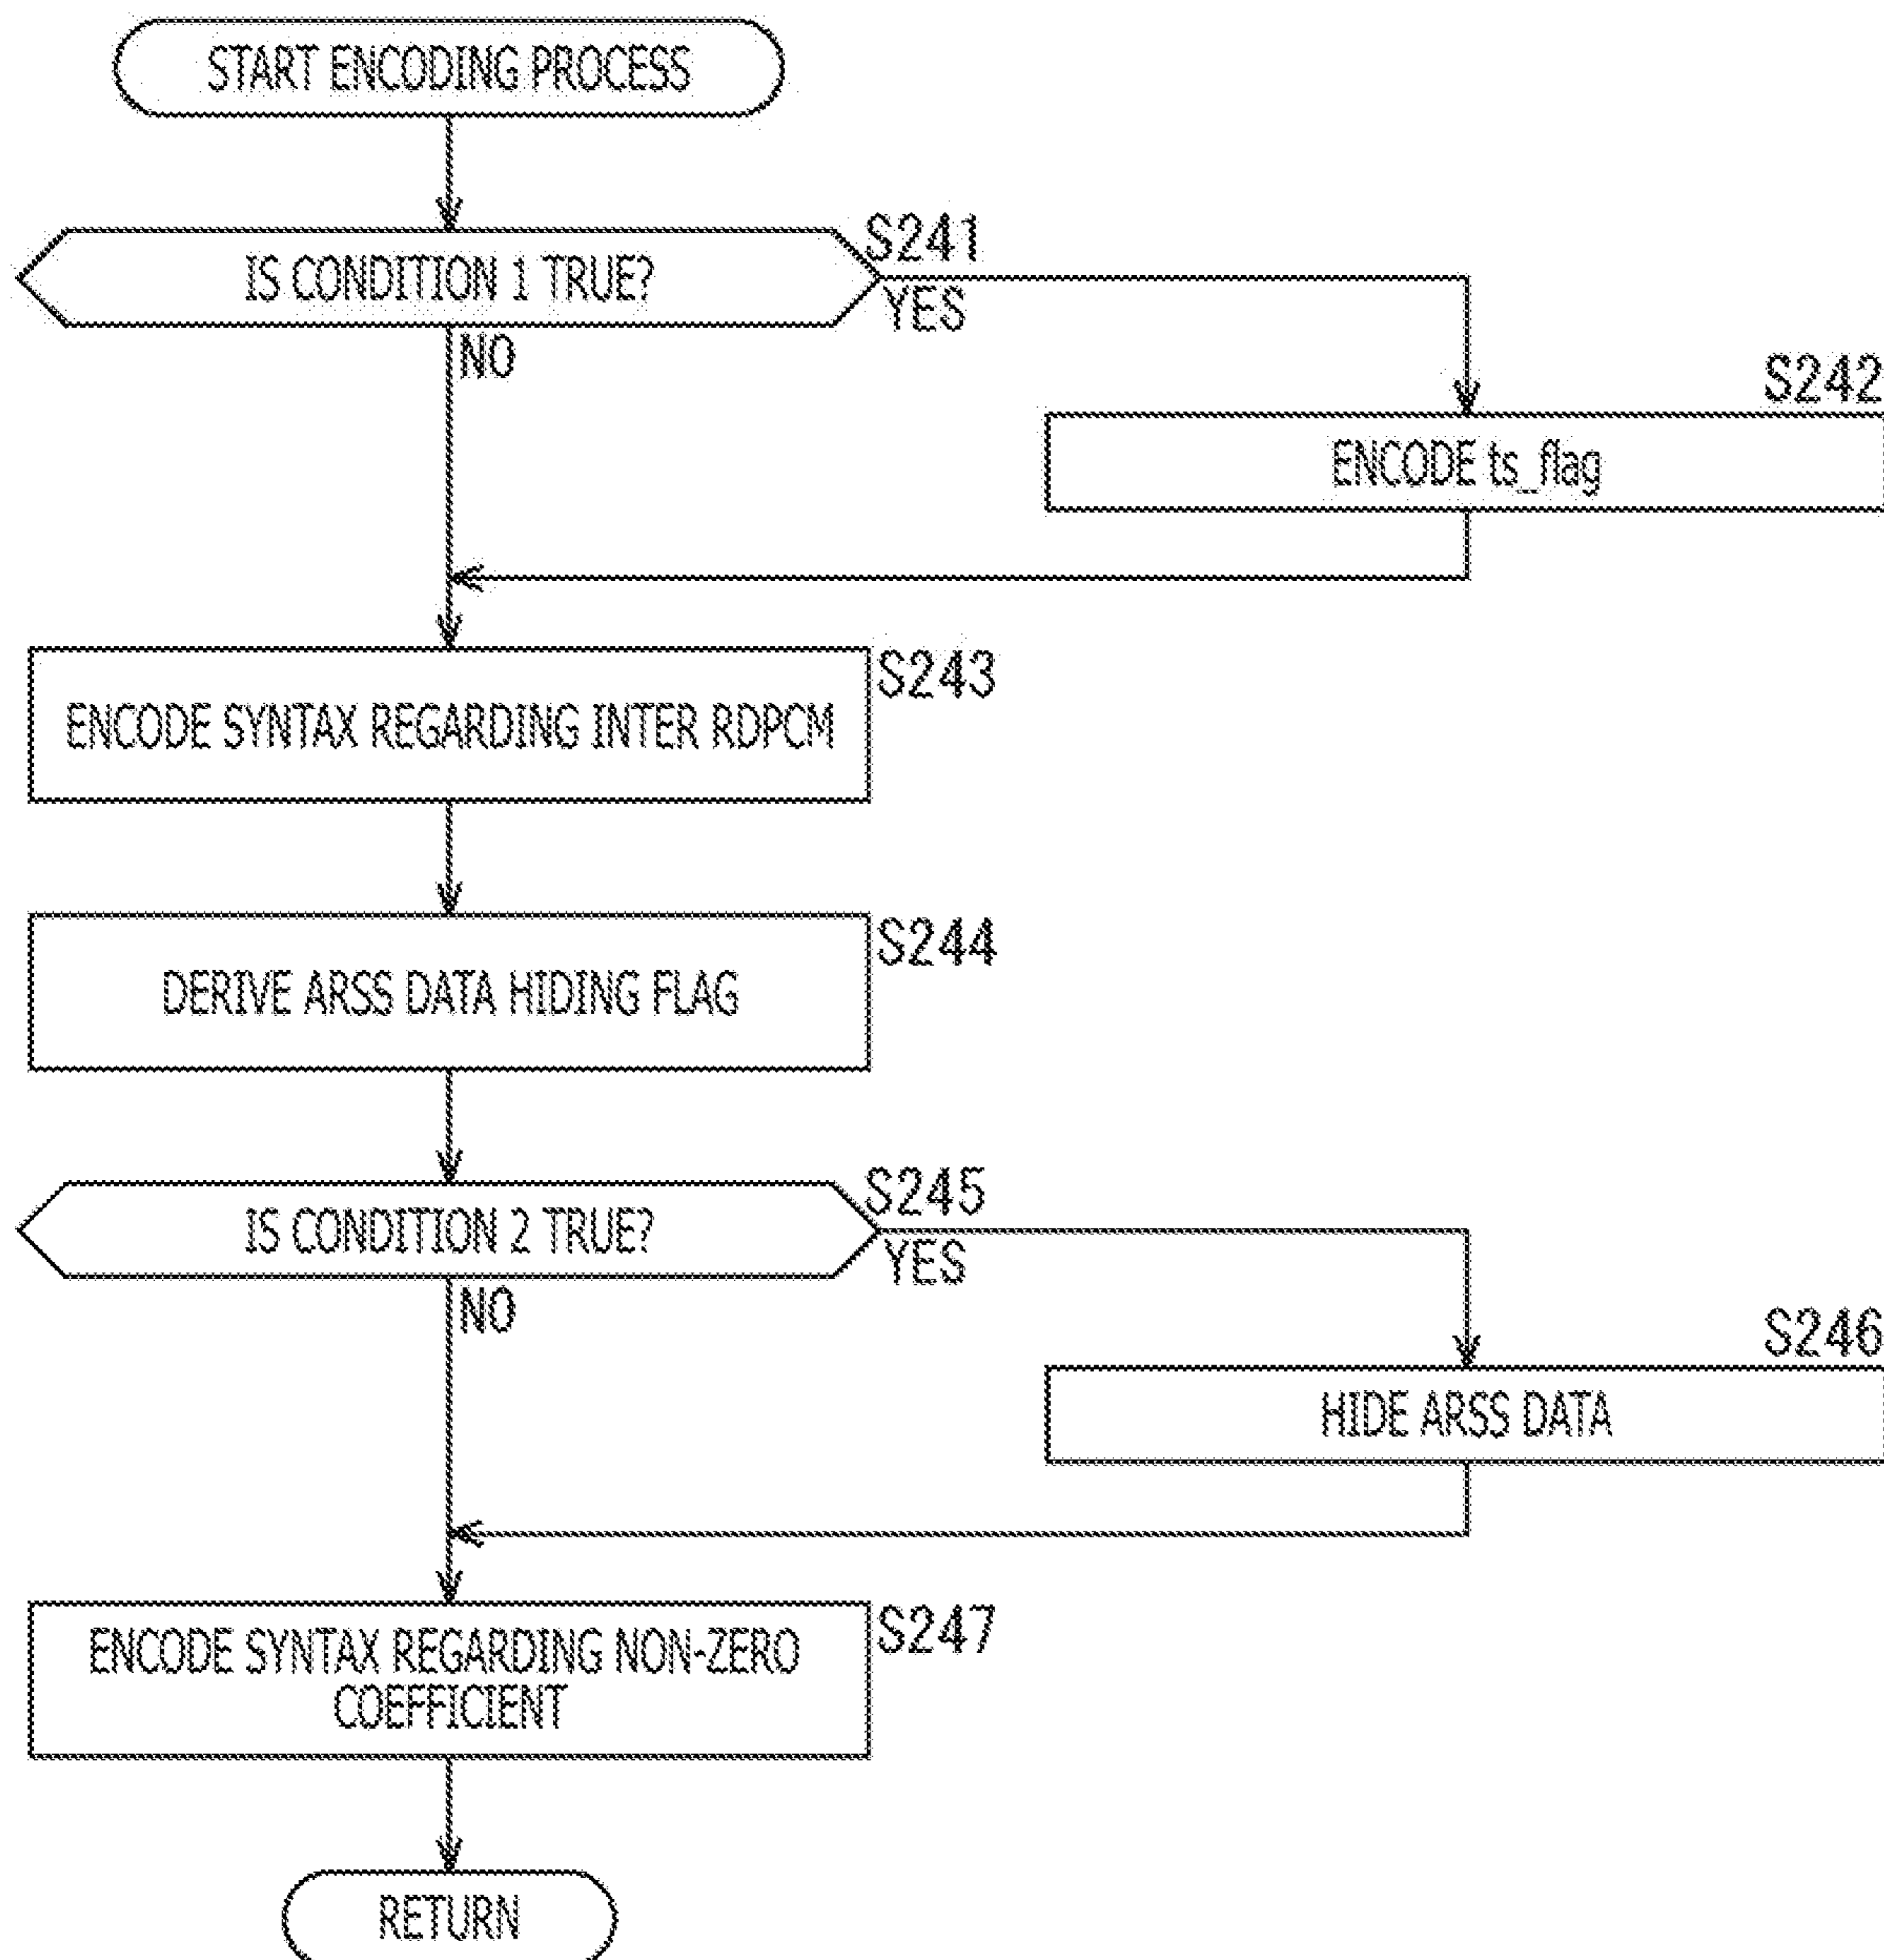 START ENCODING PROCESS
S241
IS CONDITION 1 TRUE?
YES
NO
S242
ENCODE ts_flag
S243
ENCODE SYNTAX REGARDING INTER RDPCM
S244
DERIVE ARSS DATA HIDING FLAG
S245
IS CONDITION 2 TRUE?
YES
NO
S246
HIDE ARSS DATA
S247
ENCODE SYNTAX REGARDING NON-ZERO
COEFFICIENT
RETURN